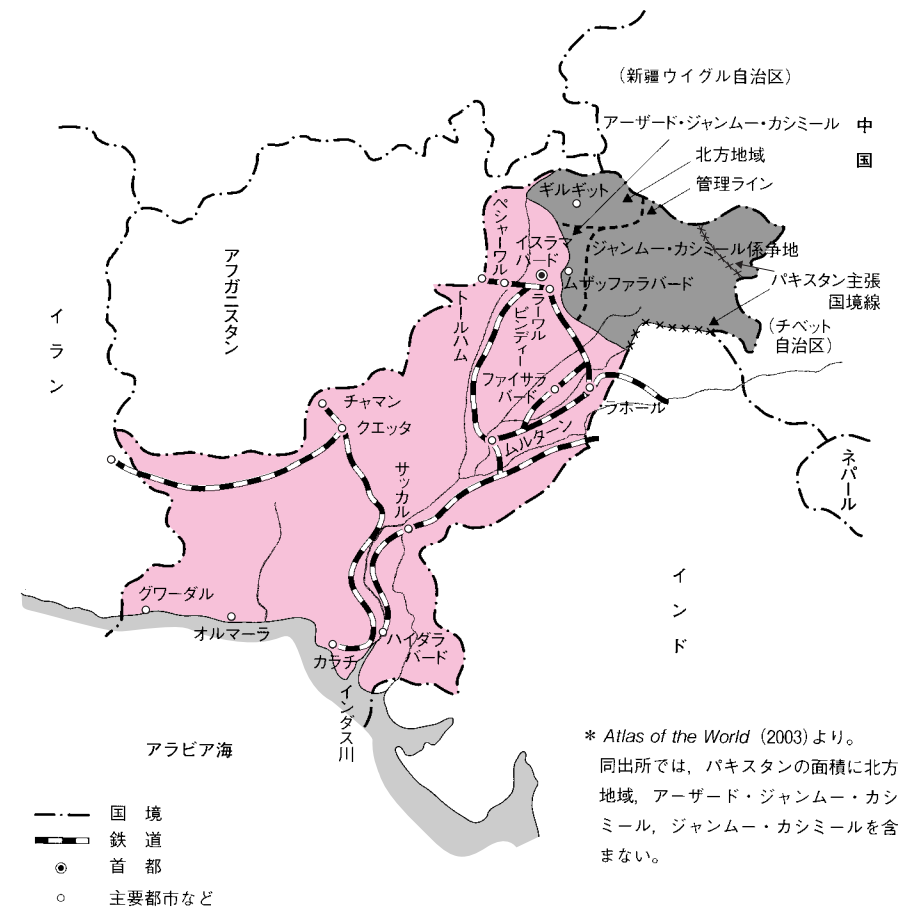 (新疆ウイグル自治区)
アーザード・ジャンムー・カシミール
中国
北方地域
管理ライン
ギルギット
ペシャーワル
イスラマ
バード
ジャンムー・カシミール係争地
アフガニスタン
ムザッファラバード
パキスタン主張
国境線
イラン
トールハム
ラーワル
ピンディー
(チベット
自治区)
ファイサラ
バード
チャマン
ラホール
クエッタ
ムルターン
サッカル
ネパール
インド
グワーダル
オルマーラ
ハイダラ
バード
カラチ
インダス川
アラビア海
* Atlas of the World (2003)より。
同出所では,パキスタンの面積に北方
地域,アーザード・ジャンムー・カシ
ミール,ジャンムー・カシミールを含
まない。
国 境
鉄 道
首 都
主要都市など